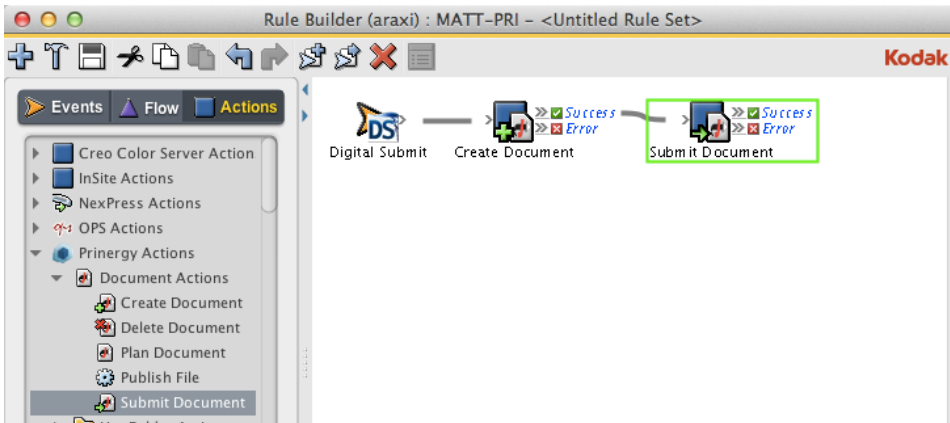 Rule Builder (araxi) : MATT-PRI - <Untitled Rule Set>
Kodak
Events Flow Actions
Creo Color Server Action
InSite Actions
NexPress Actions
OPS Actions
Prinergy Actions
Document Actions
Create Document
Delete Document
Plan Document
Publish File
Submit Document
DS
Digital Submit
Success
Error
Create Document
Success
Error
Submit Document